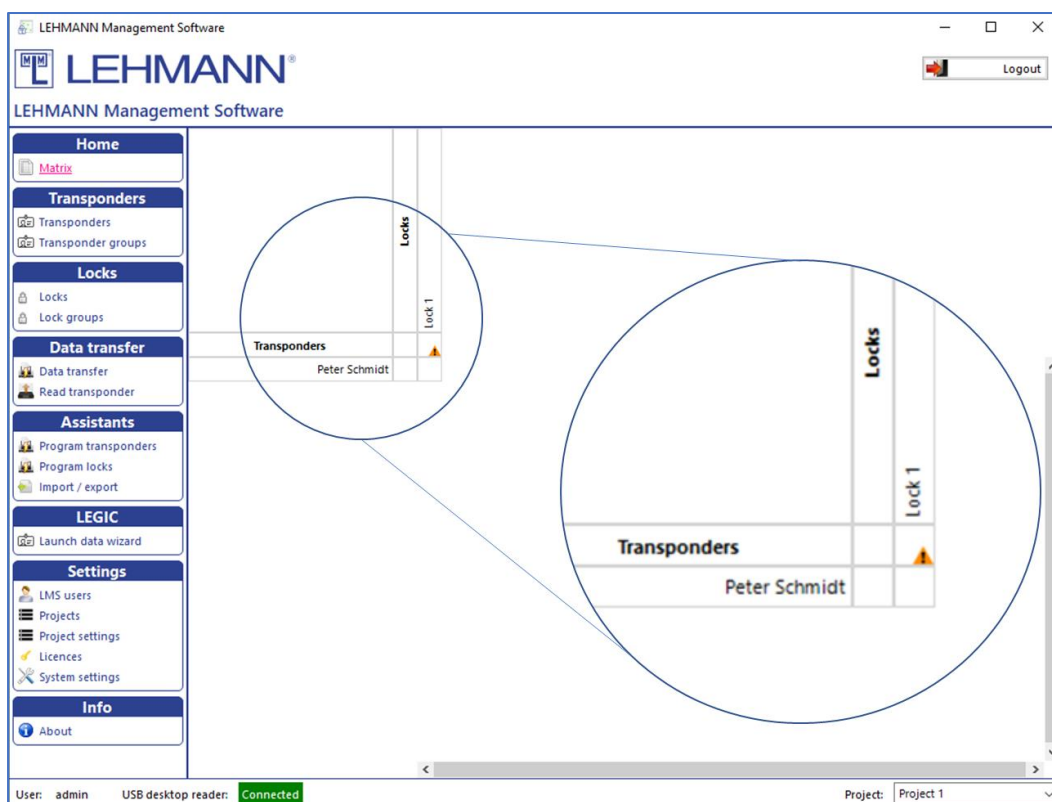 LEHMANN Management Software
LEHMANN®
Logout
LEHMANN Management Software
Home
Matrix
Transponders
Transponders
Transponder groups
Locks
Locks
Lock groups
Data transfer
Data transfer
Read transponder
Assistants
Program transponders
Program locks
Import / export
LEGIC
Launch data wizard
Settings
LMS users
Projects
Project settings
Licences
System settings
Info
About
Locks
Lock 1
Transponders
Peter Schmidt
Locks
Lock 1
Transponders
Peter Schmidt
User: admin USB desktop reader: Connected Project: Project 1